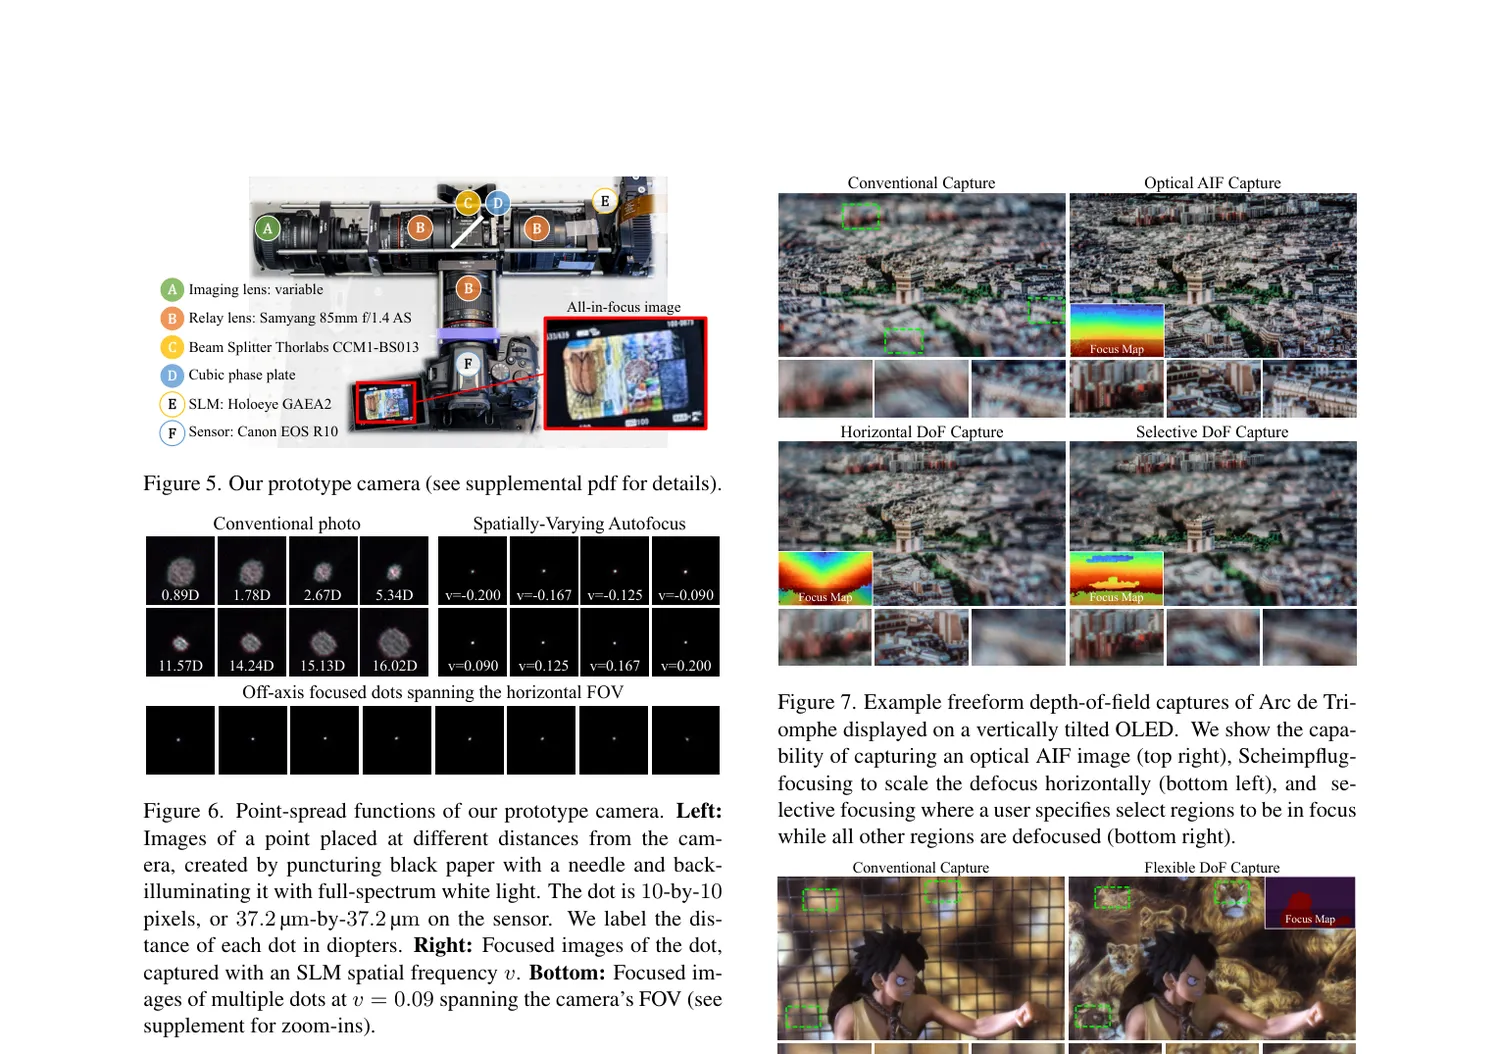 A
B
C
D
B
E
B
F
A Imaging lens: variable
B Relay lens: Samyang 85mm f/1.4 AS
C Beam Splitter Thorlabs CCM1-BS013
D Cubic phase plate
E SLM: Holoeye GAEA2
F Sensor: Canon EOS R10
All-in-focus image
Figure 5. Our prototype camera (see supplemental pdf for details).
Conventional photo
0.89D 1.78D 2.67D 5.34D
11.57D 14.24D 15.13D 16.02D
Spatially-Varying Autofocus
v=-0.200 v=-0.167 v=-0.125 v=-0.090
v=0.090 v=0.125 v=0.167 v=0.200
Off-axis focused dots spanning the horizontal FOV
Figure 6. Point-spread functions of our prototype camera. Left:
Images of a point placed at different distances from the cam-
era, created by puncturing black paper with a needle and back-
illuminating it with full-spectrum white light. The dot is 10-by-10
pixels, or 37.2 µm-by-37.2 µm on the sensor. We label the dis-
tance of each dot in diopters. Right: Focused images of the dot,
captured with an SLM spatial frequency v. Bottom: Focused im-
ages of multiple dots at v = 0.09 spanning the camera's FOV (see
supplement for zoom-ins).
Conventional Capture
Optical AIF Capture
Focus Map
Horizontal DoF Capture
Selective DoF Capture
Focus Map
Focus Map
Figure 7. Example freeform depth-of-field captures of Arc de Tri-
omphe displayed on a vertically tilted OLED. We show the capa-
bility of capturing an optical AIF image (top right), Scheimpflug-
focusing to scale the defocus horizontally (bottom left), and se-
lective focusing where a user specifies select regions to be in focus
while all other regions are defocused (bottom right).
Conventional Capture
Flexible DoF Capture
Focus Map